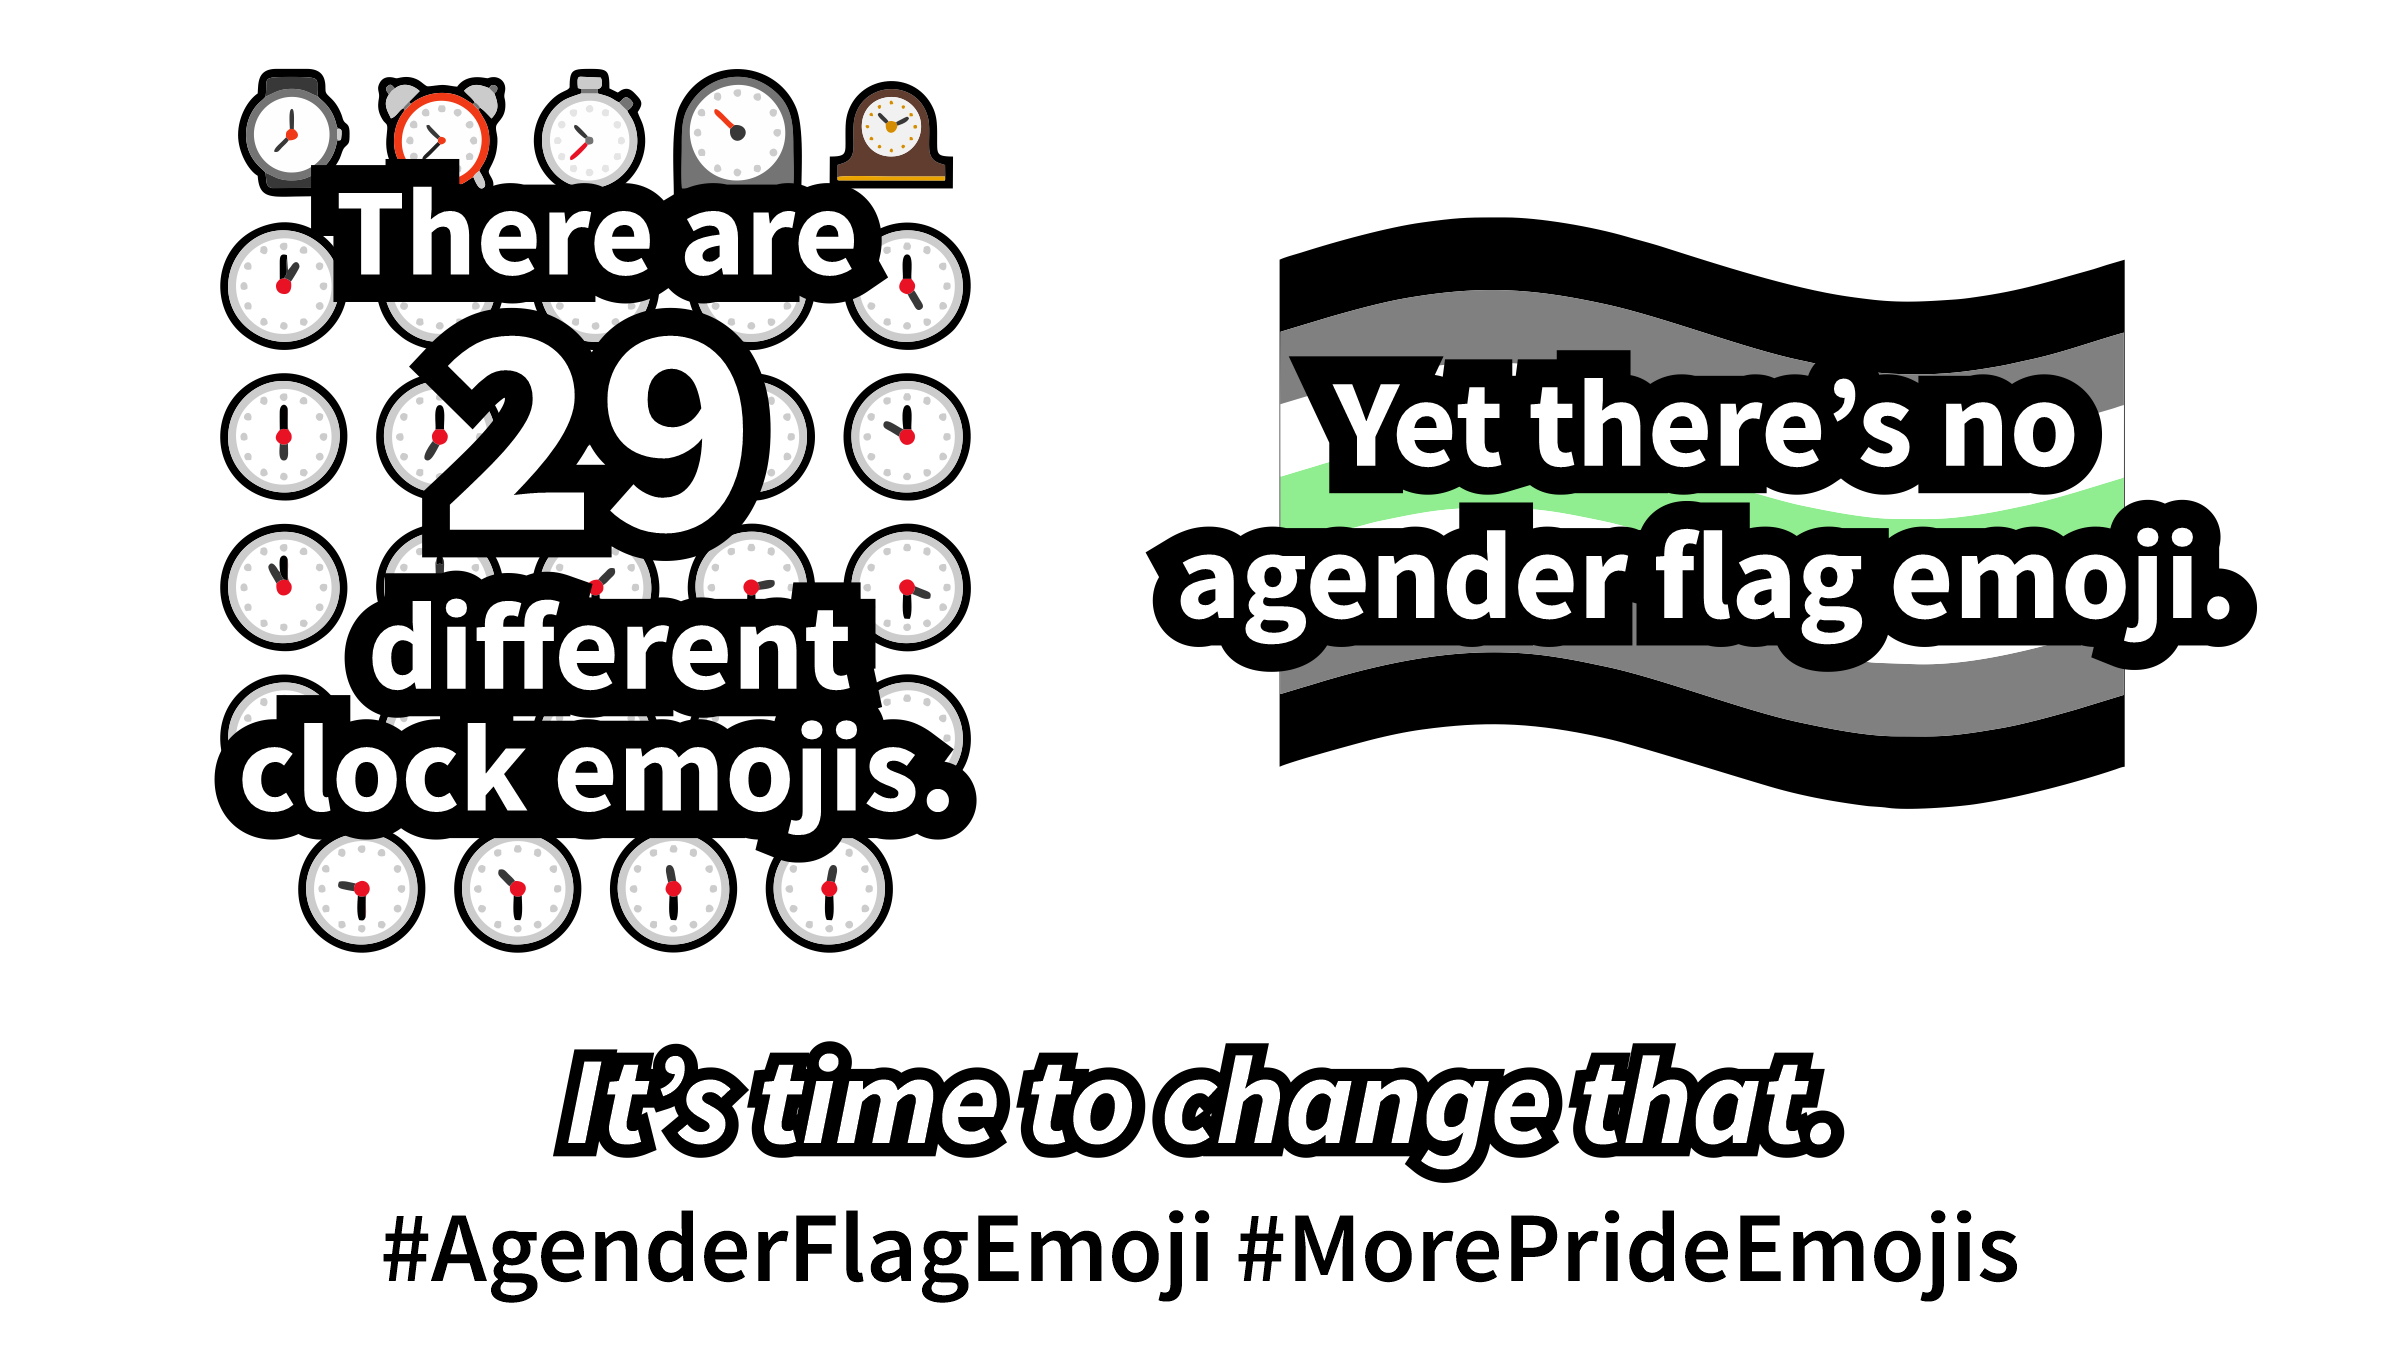 There are
29
different
clock emojis.
Yet there’s no
agender flag emoji.
It’s time to change that.
#AgenderFlagEmoji #MorePrideEmojis